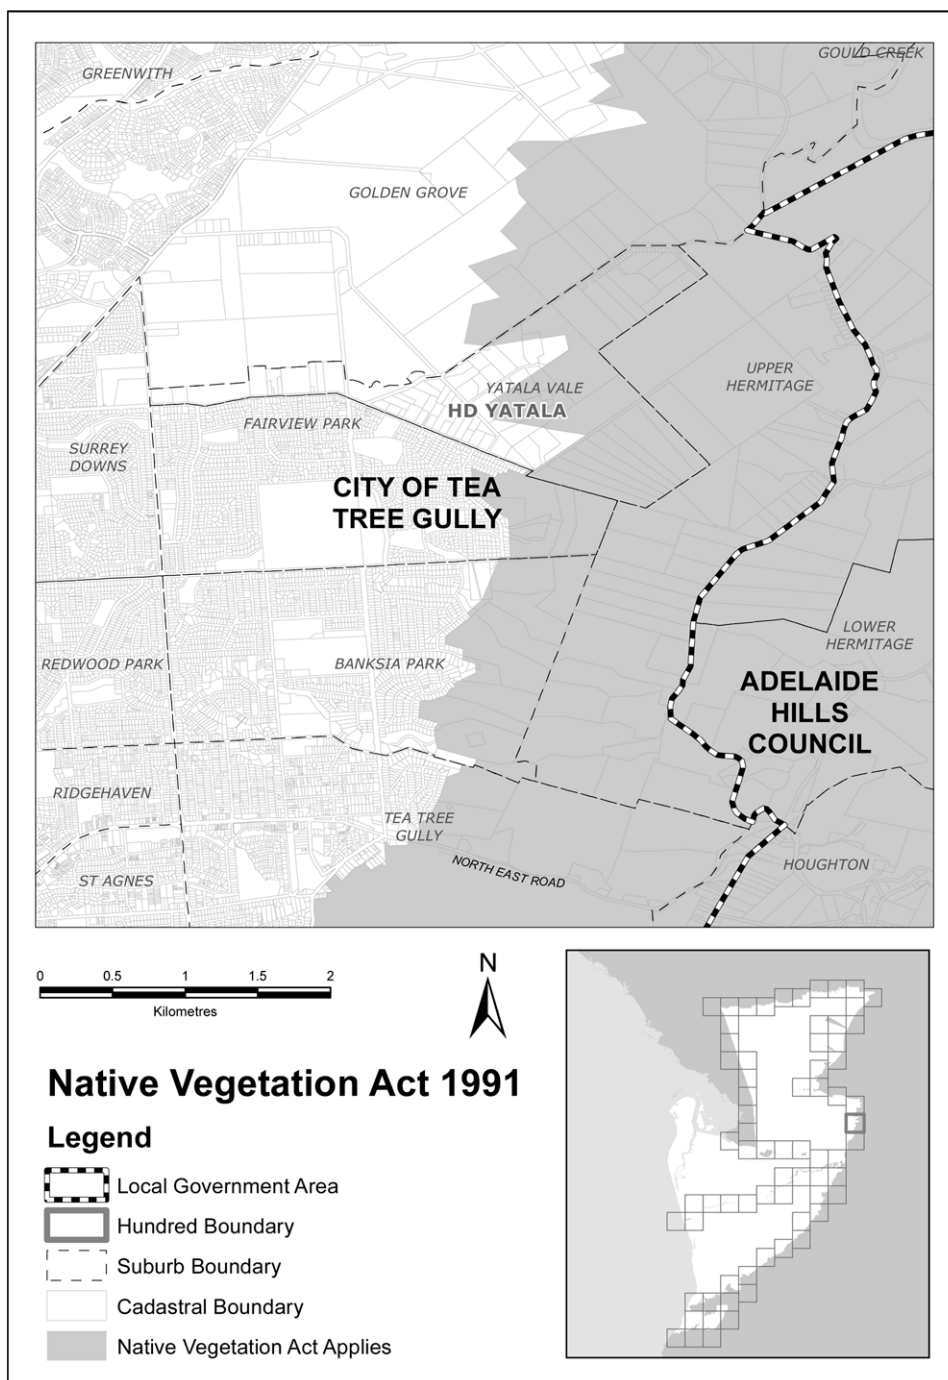 GREENWITH
GOULD CREEK
GOLDEN GROVE
YATALA VALE
HD YATALA
UPPER
HERMITAGE
FAIRVIEW PARK
SURREY
DOWNS
CITY OF TEA
TREE GULLY
LOWER
HERMITAGE
REDWOOD PARK
BANKSIA PARK
ADELAIDE
HILLS
COUNCIL
RIDGEHAVEN
TEA TREE
GULLY
ST AGNES
NORTH EAST ROAD
HOUGHTON
0 0.5 1 1.5 2
Kilometres
N
Native Vegetation Act 1991
Legend
Local Government Area
Hundred Boundary
Suburb Boundary
Cadastral Boundary
Native Vegetation Act Applies